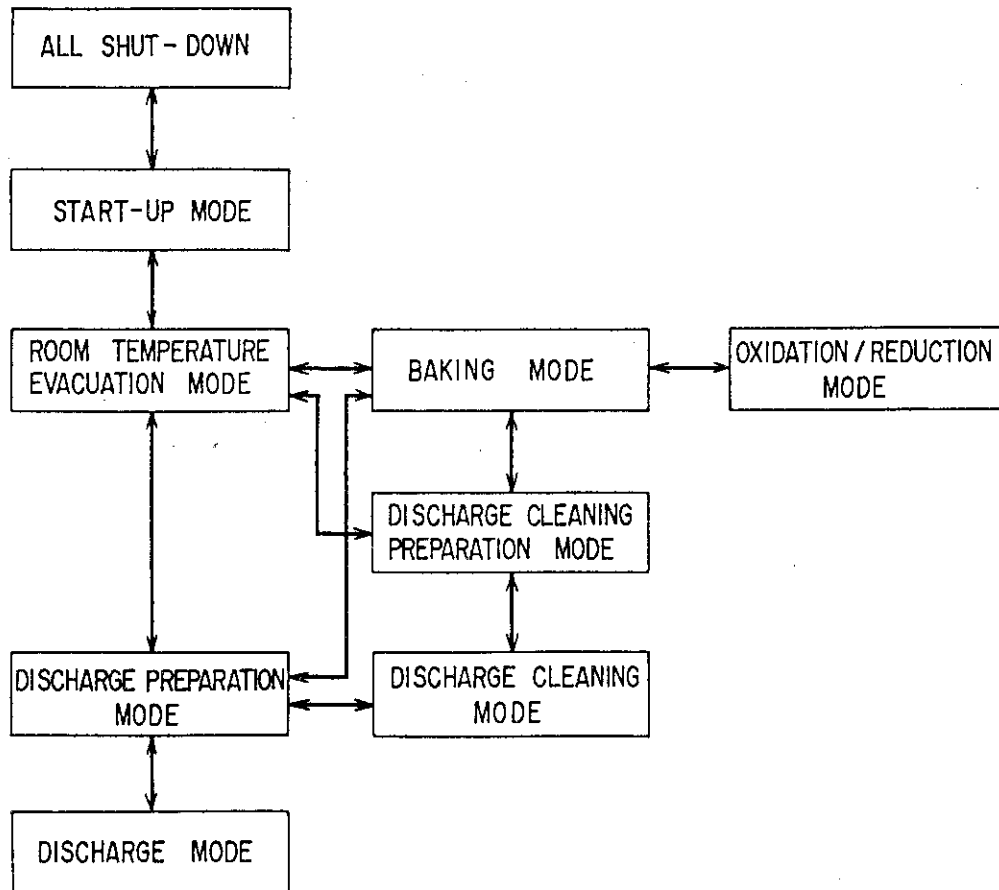 ALL SHUT-DOWN
START-UP MODE
ROOM TEMPERATURE
EVACUATION MODE
BAKING MODE
OXIDATION/REDUCTION
MODE
DISCHARGE CLEANING
PREPARATION MODE
DISCHARGE PREPARATION
MODE
DISCHARGE CLEANING
MODE
DISCHARGE MODE